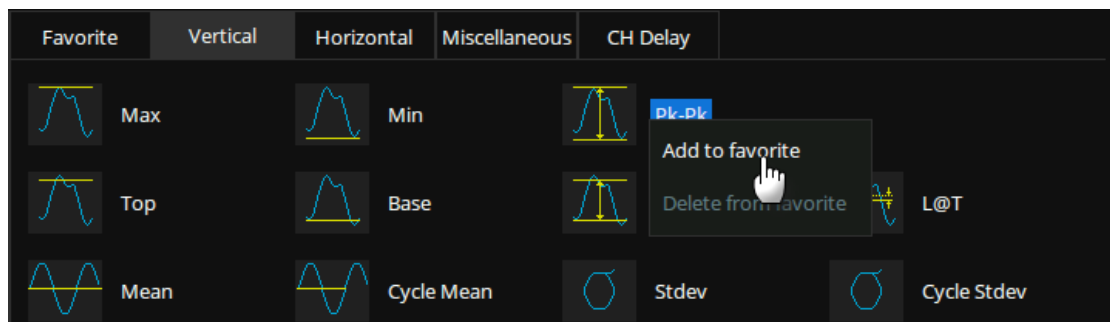 Favorite Vertical Horizontal Miscellaneous CH Delay
Max Min Pk-Pk
Add to favorite
Top Base Delete from favorite L@T
Mean Cycle Mean Stdev Cycle Stdev